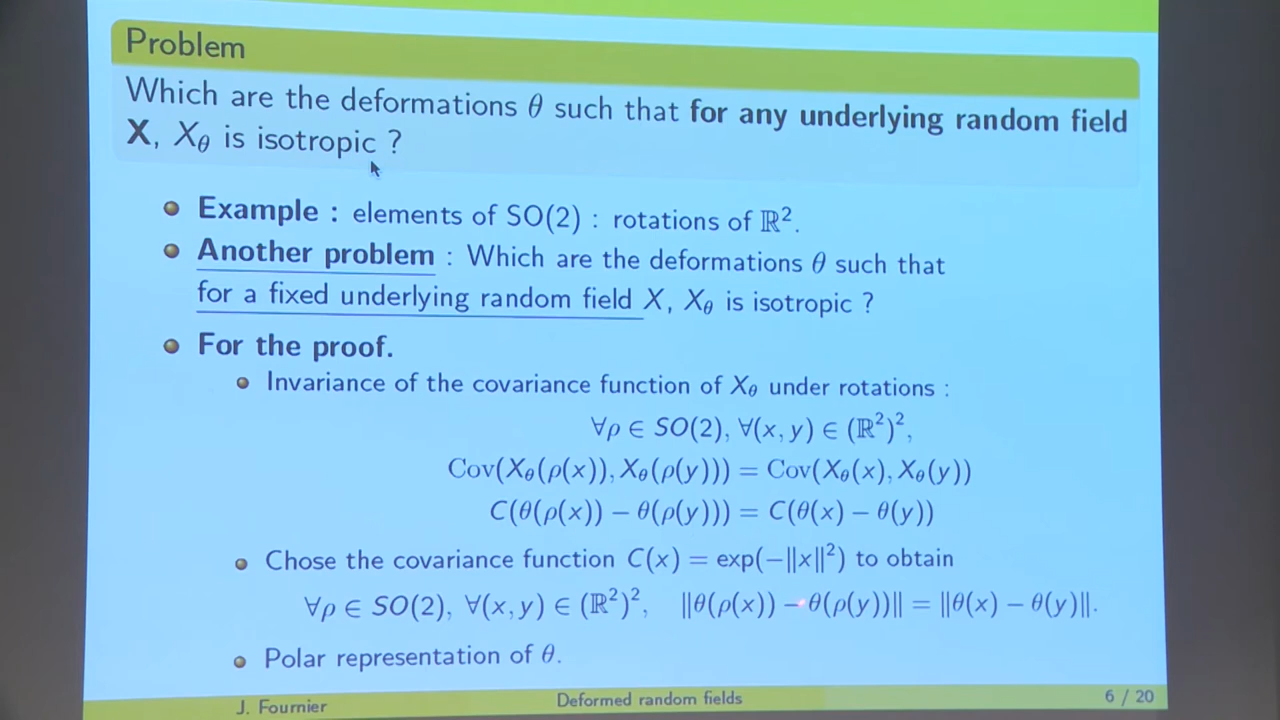 Problem
Which are the deformations θ such that for any underlying random field
X, X_θ is isotropic ?
Example : elements of SO(2) : rotations of ℝ².
Another problem : Which are the deformations θ such that
for a fixed underlying random field X, X_θ is isotropic ?
For the proof.
Invariance of the covariance function of X_θ under rotations :
∀ρ ∈ SO(2), ∀(x, y) ∈ (ℝ²)²,
Cov(X_θ(ρ(x)), X_θ(ρ(y))) = Cov(X_θ(x), X_θ(y))
C(θ(ρ(x)) − θ(ρ(y))) = C(θ(x) − θ(y))
Chose the covariance function C(x) = exp(−‖x‖²) to obtain
∀ρ ∈ SO(2), ∀(x, y) ∈ (ℝ²)², ‖θ(ρ(x)) − θ(ρ(y))‖ = ‖θ(x) − θ(y)‖.
Polar representation of θ.
J. Fournier Deformed random fields 6 / 20